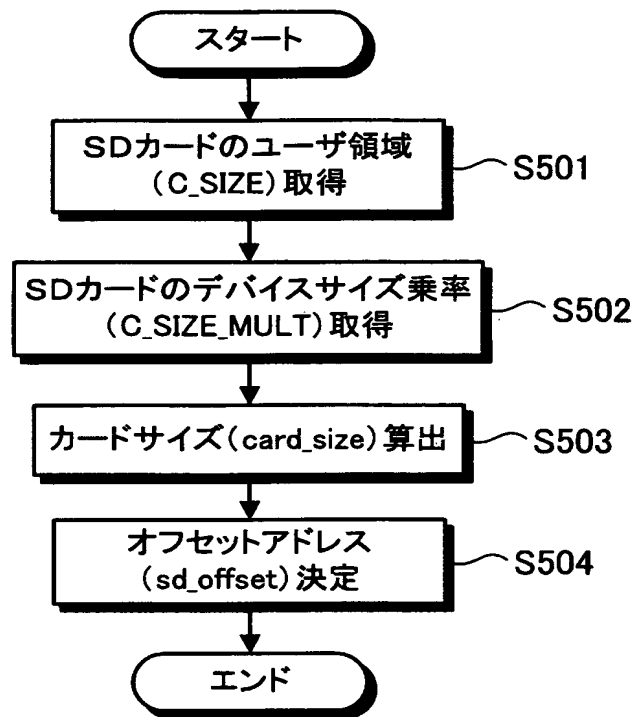 スタート
SDカードのユーザ領域
(C_SIZE)取得
S501
SDカードのデバイスサイズ乗率
(C_SIZE_MULT)取得
S502
カードサイズ(card_size)算出
S503
オフセットアドレス
(sd_offset)決定
S504
エンド